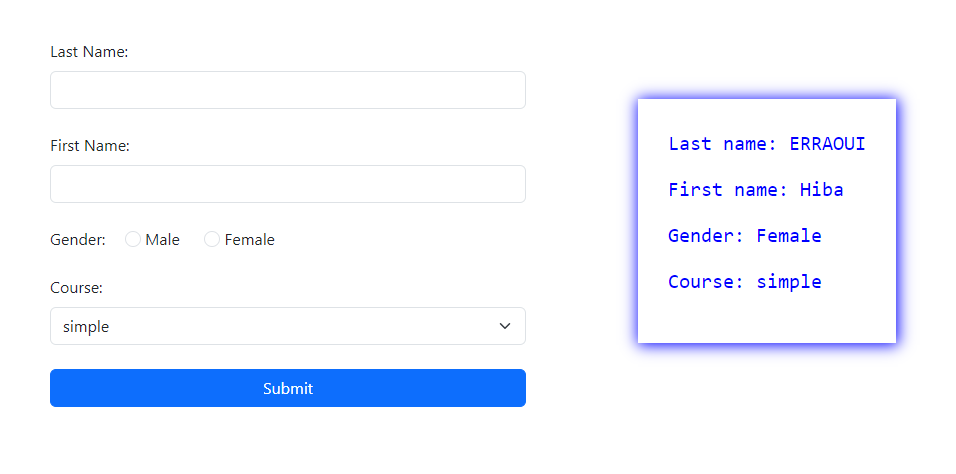 Last Name:
First Name:
Gender: Male Female
Course:
simple
Submit
Last name: ERRAOUI
First name: Hiba
Gender: Female
Course: simple